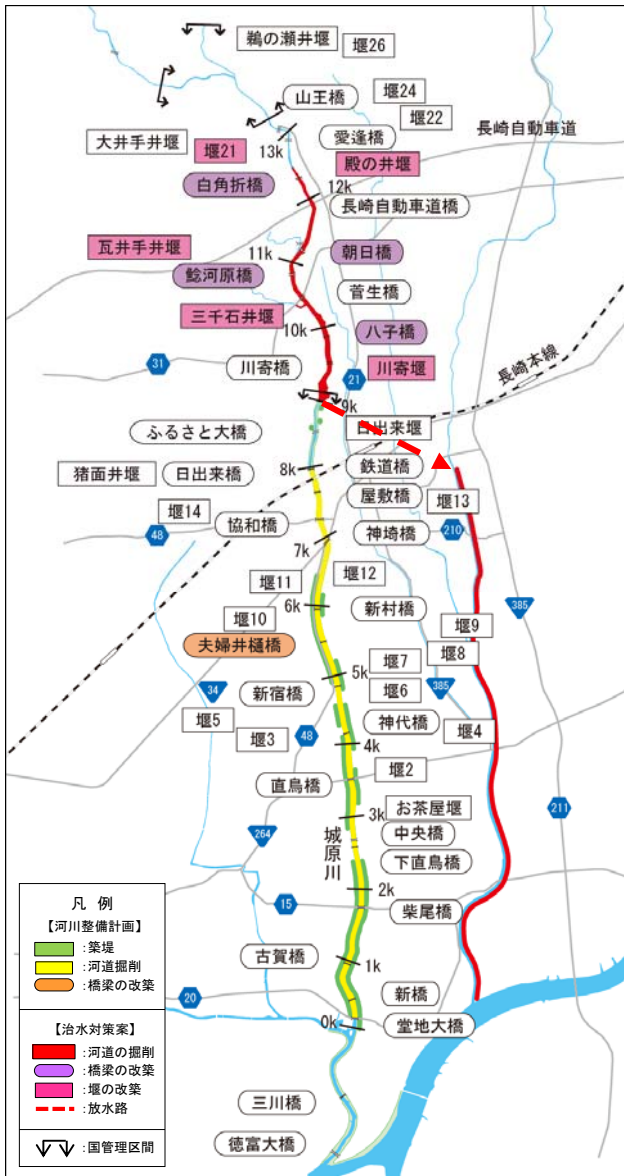 鵜の瀬井堰
堰26
山王橋
堰24
堰22
長崎自動車道
大井手井堰
堰21
13k
愛逢橋
殿の井堰
白角折橋
12k
長崎自動車道橋
瓦井手井堰
11k
朝日橋
鯰河原橋
菅生橋
三千石井堰
10k
八子橋
31
川寄橋
21
川寄堰
長崎本線
9k
ふるさと大橋
日出来堰
猪面井堰
日出来橋
8k
鉄道橋
屋敷橋
堰13
堰14
48
協和橋
7k
神埼橋
210
堰11
堰12
385
堰10
6k
新村橋
堰9
夫婦井樋橋
堰8
5k
堰7
34
新宿橋
堰6
385
堰5
堰3
48
4k
神代橋
堰4
直鳥橋
堰2
211
3k
お茶屋堰
264
城原川
中央橋
下直鳥橋
2k
15
柴尾橋
古賀橋
1k
20
新橋
0k
堂地大橋
三川橋
徳富大橋
凡 例
【河川整備計画】
:築堤
:河道掘削
:橋梁の改築
【治水対策案】
:河道の掘削
:橋梁の改築
:堰の改築
:放水路
:国管理区間